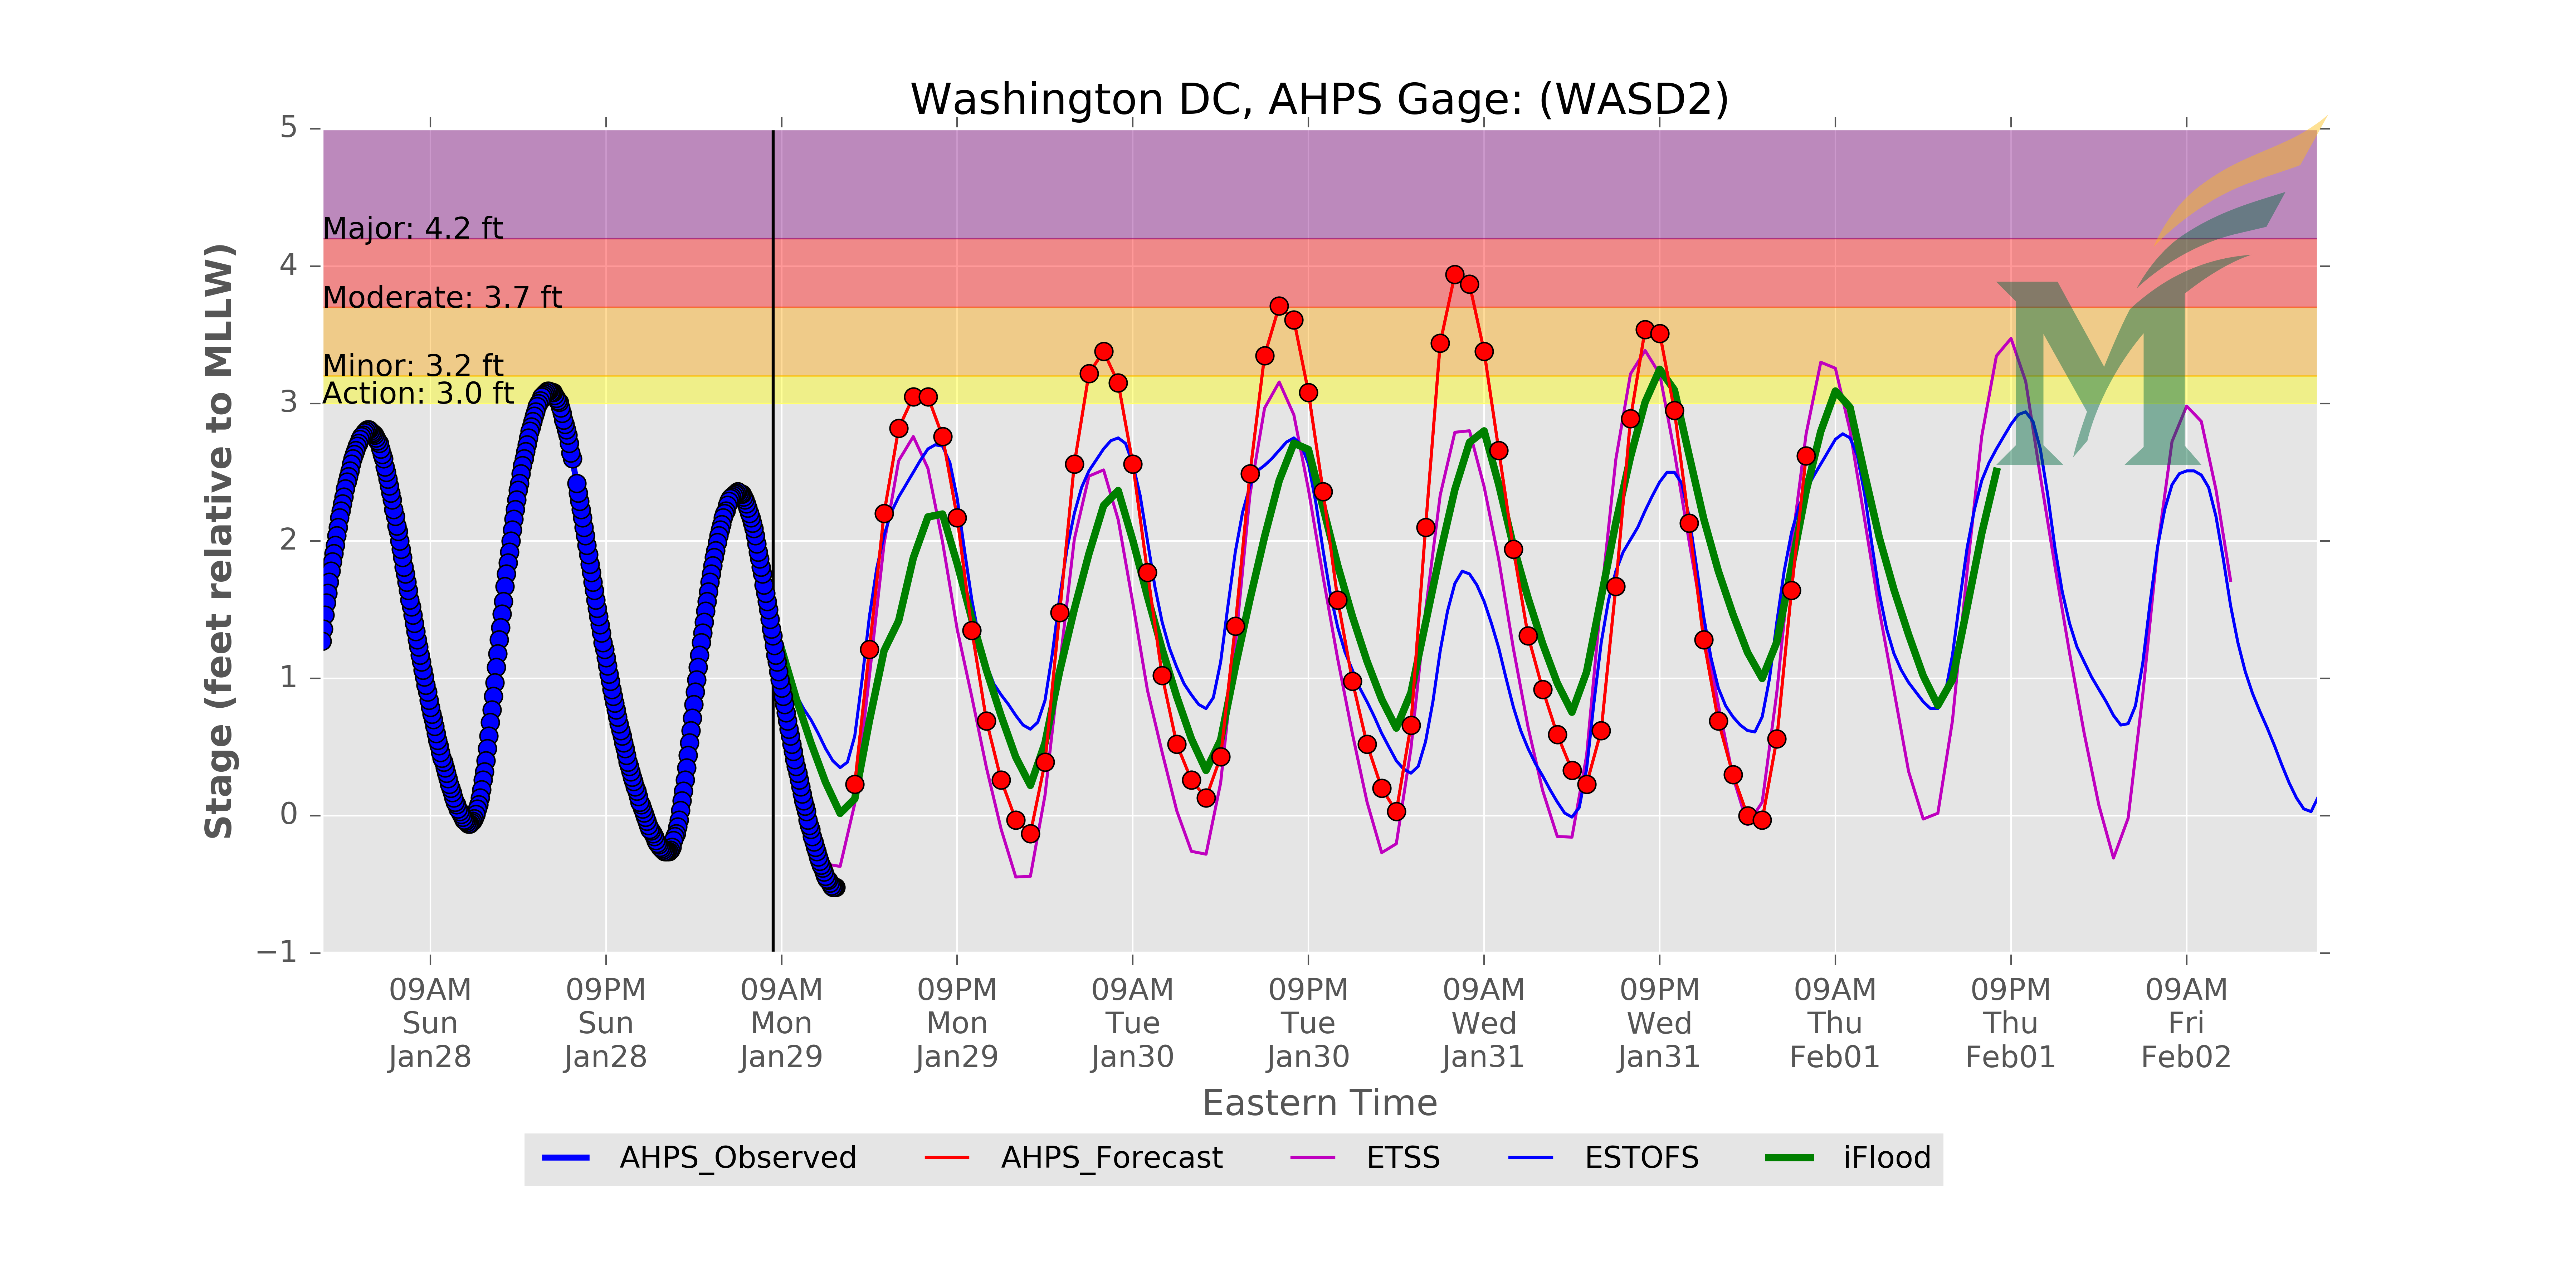 Washington DC, AHPS Gage: (WASD2)
Stage (feet relative to MLLW)
5
4
3
2
1
0
−1
Major: 4.2 ft
Moderate: 3.7 ft
Minor: 3.2 ft
Action: 3.0 ft
09AM 09PM 09AM 09PM 09AM 09PM 09AM 09PM 09AM 09PM 09AM
Sun Sun Mon Mon Tue Tue Wed Wed Thu Thu Fri
Jan28 Jan28 Jan29 Jan29 Jan30 Jan30 Jan31 Jan31 Feb01 Feb01 Feb02
Eastern Time
AHPS_Observed AHPS_Forecast ETSS ESTOFS iFlood
M